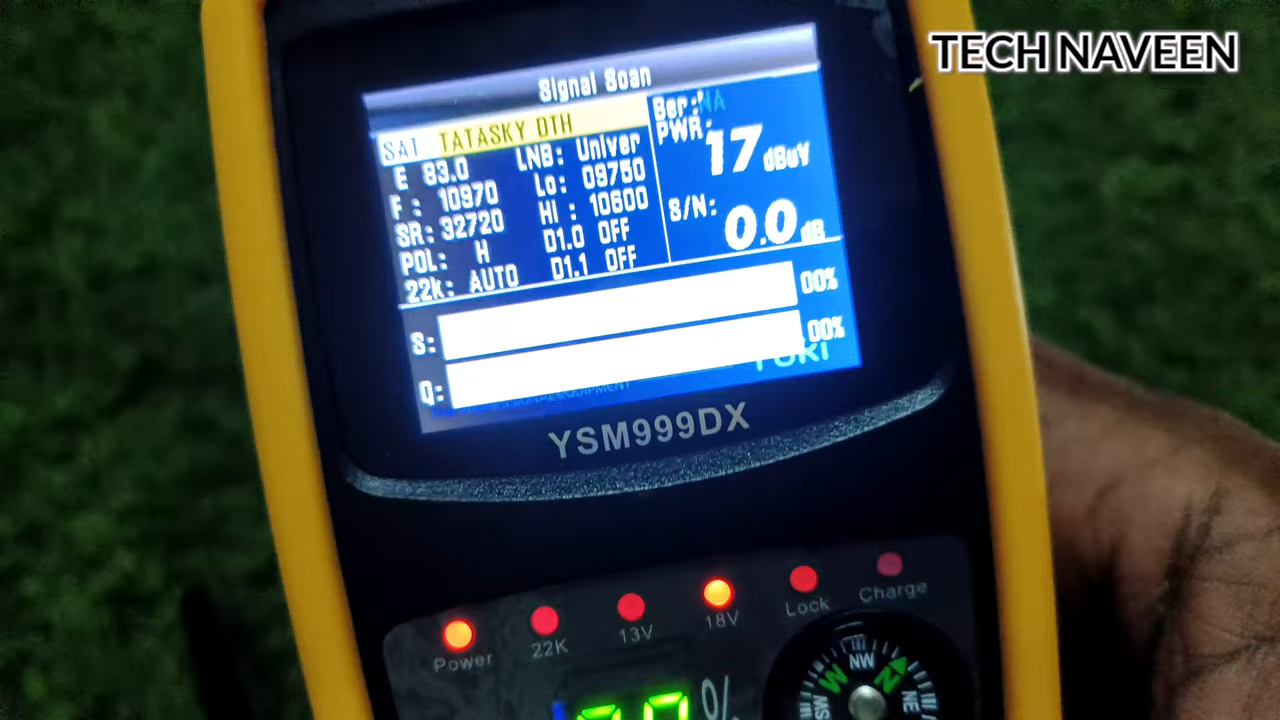 TECH NAVEEN
Signal Scan
SAT TATASKY DTH
E 83.0 LNB: Univer
F : 10970 Lo: 09750
SR: 32720 Hi : 10600
POL: H D1.0 OFF
22k: AUTO D1.1 OFF
Ber: NA
PWR:
17 dBuV
S/N:
0.0 dB
S: 00%
Q: 00%
YSM999DX
Power 22K 13V 18V Lock Charge
%
W NW N NE